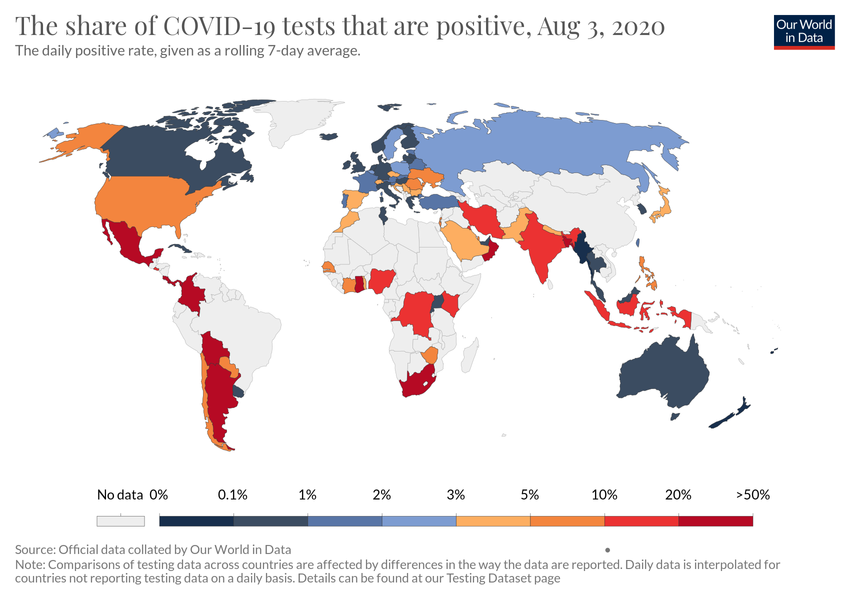 The share of COVID-19 tests that are positive, Aug 3, 2020
The daily positive rate, given as a rolling 7-day average.
Our World
in Data
No data 0% 0.1% 1% 2% 3% 5% 10% 20% >50%
Source: Official data collated by Our World in Data
Note: Comparisons of testing data across countries are affected by differences in the way the data are reported. Daily data is interpolated for
countries not reporting testing data on a daily basis. Details can be found at our Testing Dataset page